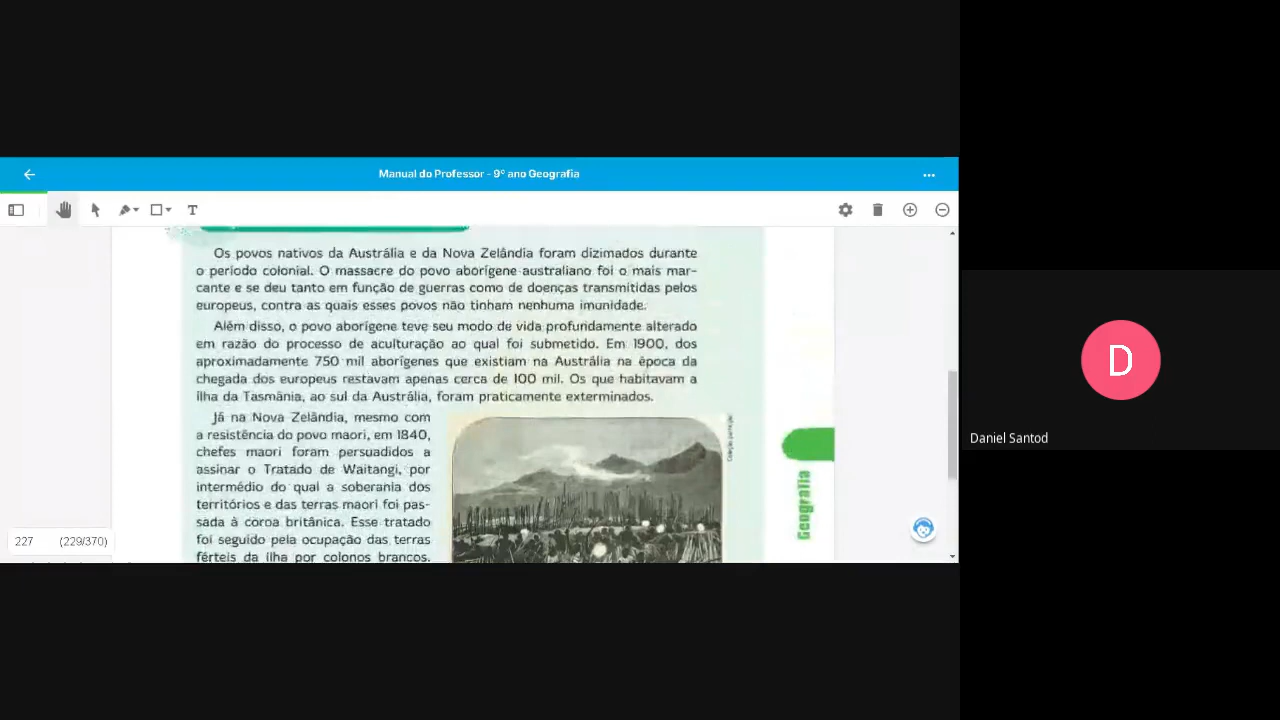 Manual do Professor - 9º ano Geografia
T
Os povos nativos da Austrália e da Nova Zelândia foram dizimados durante
o período colonial. O massacre do povo aborígene australiano foi o mais mar-
cante e se deu tanto em função de guerras como de doenças transmitidas pelos
europeus, contra as quais esses povos não tinham nenhuma imunidade.
Além disso, o povo aborígene teve seu modo de vida profundamente alterado
em razão do processo de aculturação ao qual foi submetido. Em 1900, dos
aproximadamente 750 mil aborígenes que existiam na Austrália na época da
chegada dos europeus restavam apenas cerca de 100 mil. Os que habitavam a
ilha da Tasmânia, ao sul da Austrália, foram praticamente exterminados.
Já na Nova Zelândia, mesmo com
a resistência do povo maori, em 1840,
chefes maori foram persuadidos a
assinar o Tratado de Waitangi, por
intermédio do qual a soberania dos
territórios e das terras maori foi pas-
sada à coroa britânica. Esse tratado
foi seguido pela ocupação das terras
férteis da ilha por colonos brancos.
Coleção particular
Geografia
227 (229/370)
D
Daniel Santod